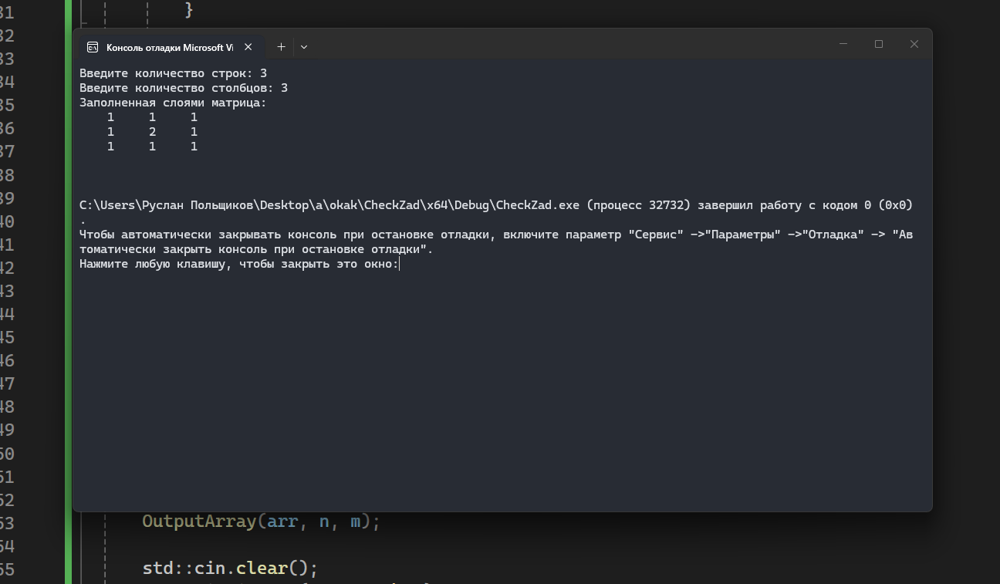 31 }
32
33
34
35
36
37
38
39
40
41
42
43
44
45
46
47
48
49
50
51
52
53 OutputArray(arr, n, m);
54
55 std::cin.clear();
Консоль отладки Microsoft Vi
Введите количество строк: 3
Введите количество столбцов: 3
Заполненная слоями матрица:
1 1 1
1 2 1
1 1 1
C:\Users\Руслан Польщиков\Desktop\a\okak\CheckZad\x64\Debug\CheckZad.exe (процесс 32732) завершил работу с кодом 0 (0x0)
.
Чтобы автоматически закрывать консоль при остановке отладки, включите параметр "Сервис" ->"Параметры" ->"Отладка" -> "Ав
томатически закрыть консоль при остановке отладки".
Нажмите любую клавишу, чтобы закрыть это окно: